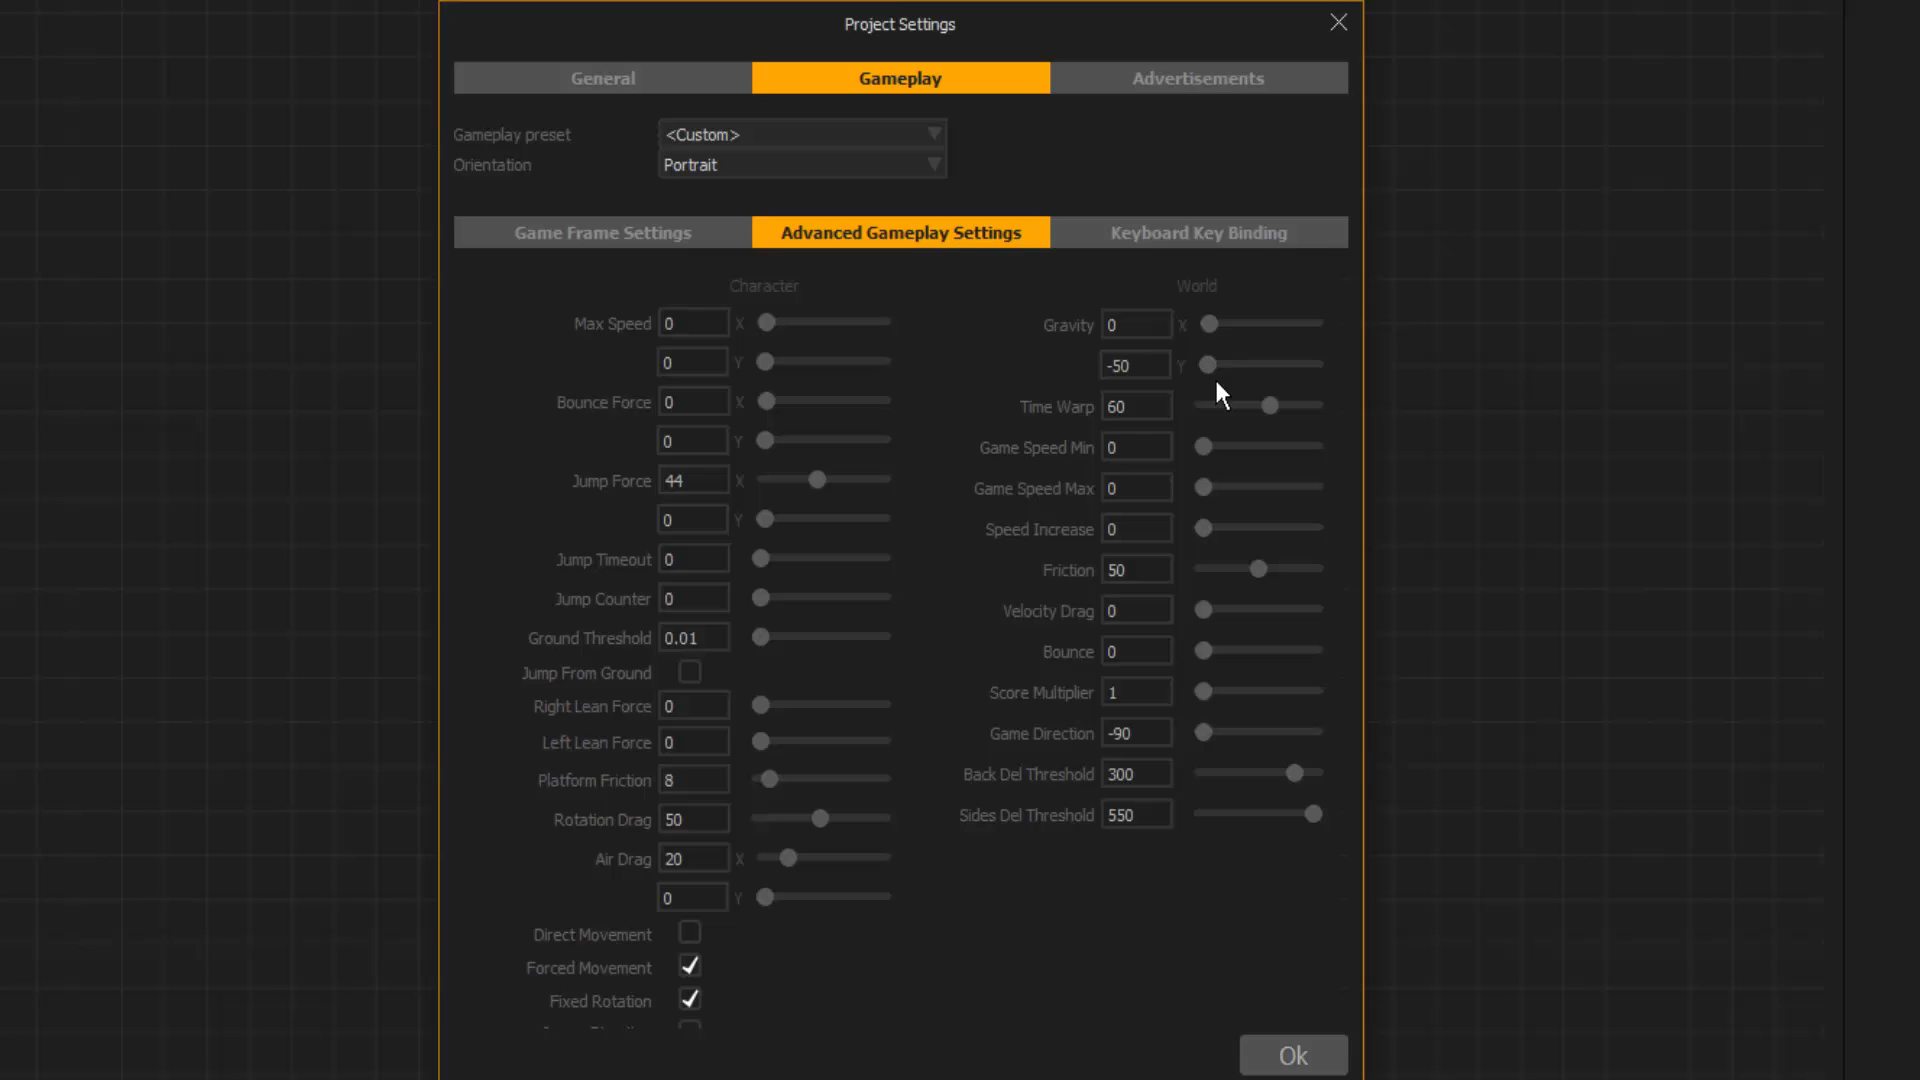 Project Settings
General Gameplay Advertisements
Gameplay preset <Custom>
Orientation Portrait
Game Frame Settings Advanced Gameplay Settings Keyboard Key Binding
Character
Max Speed 0 X
0 Y
Bounce Force 0 X
0 Y
Jump Force 44 X
0 Y
Jump Timeout 0
Jump Counter 0
Ground Threshold 0.01
Jump From Ground
Right Lean Force 0
Left Lean Force 0
Platform Friction 8
Rotation Drag 50
Air Drag 20 X
0 Y
Direct Movement
Forced Movement
Fixed Rotation
World
Gravity 0 X
-50 Y
Time Warp 60
Game Speed Min 0
Game Speed Max 0
Speed Increase 0
Friction 50
Velocity Drag 0
Bounce 0
Score Multiplier 1
Game Direction -90
Back Del Threshold 300
Sides Del Threshold 550
Ok